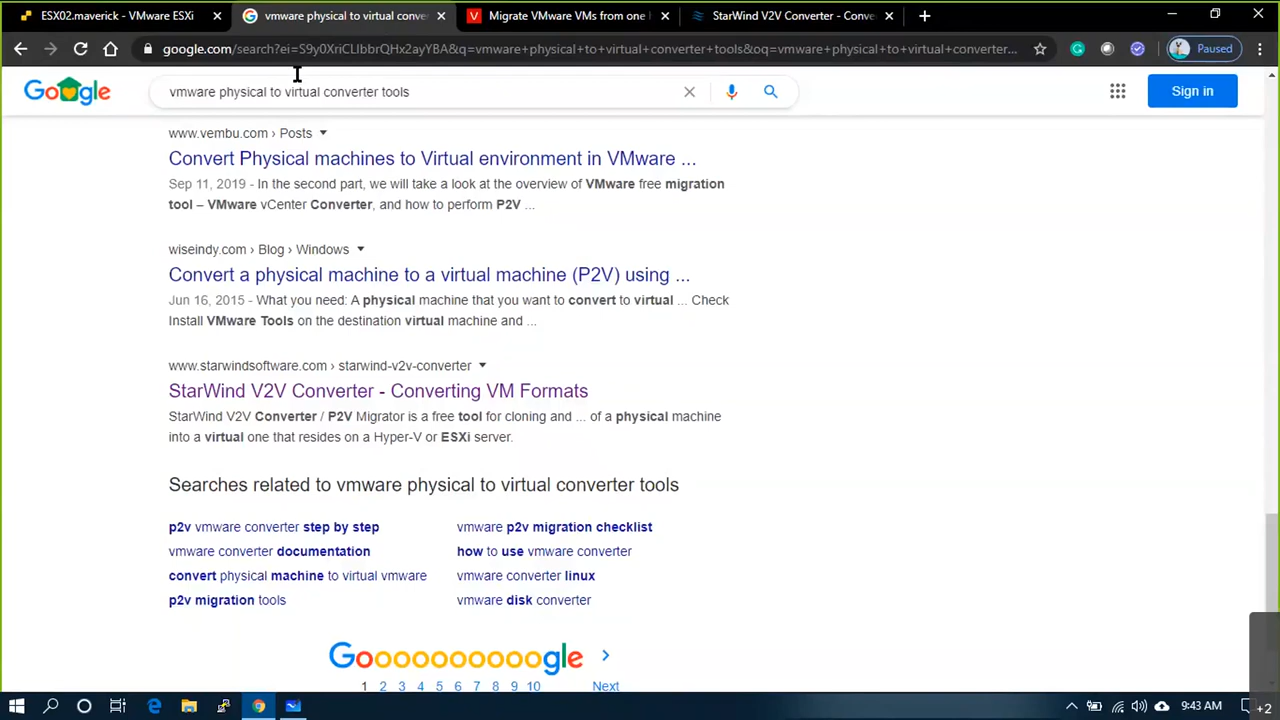 ESX02.maverick - VMware ESXi
vmware physical to virtual conve
Migrate VMware VMs from one
StarWind V2V Converter - Conve
google.com/search?ei=S9y0XriCLIbbrQHx2ayYBA&q=vmware+physical+to+virtual+converter+tools&oq=vmware+physical+to+virtual+converter...
Paused
Google
vmware physical to virtual converter tools
Sign in
www.vembu.com › Posts
Convert Physical machines to Virtual environment in VMware ...
Sep 11, 2019 - In the second part, we will take a look at the overview of VMware free migration
tool – VMware vCenter Converter, and how to perform P2V ...
wiseindy.com › Blog › Windows
Convert a physical machine to a virtual machine (P2V) using ...
Jun 16, 2015 - What you need: A physical machine that you want to convert to virtual ... Check
Install VMware Tools on the destination virtual machine and ...
www.starwindsoftware.com › starwind-v2v-converter
StarWind V2V Converter - Converting VM Formats
StarWind V2V Converter / P2V Migrator is a free tool for cloning and ... of a physical machine
into a virtual one that resides on a Hyper-V or ESXi server.
Searches related to vmware physical to virtual converter tools
p2v vmware converter step by step
vmware p2v migration checklist
vmware converter documentation
how to use vmware converter
convert physical machine to virtual vmware
vmware converter linux
p2v migration tools
vmware disk converter
Goooooooooogle
1 2 3 4 5 6 7 8 9 10 Next
9:43 AM
+2